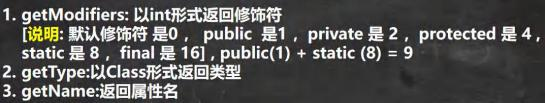 1. getModifiers: 以int形式返回修饰符
[说明: 默认修饰符 是0 ， public 是1 ，private 是 2 ，protected 是 4 ，
static 是 8 ，final 是 16] , public(1) + static (8) = 9
2. getType:以Class形式返回类型
3. getName:返回属性名